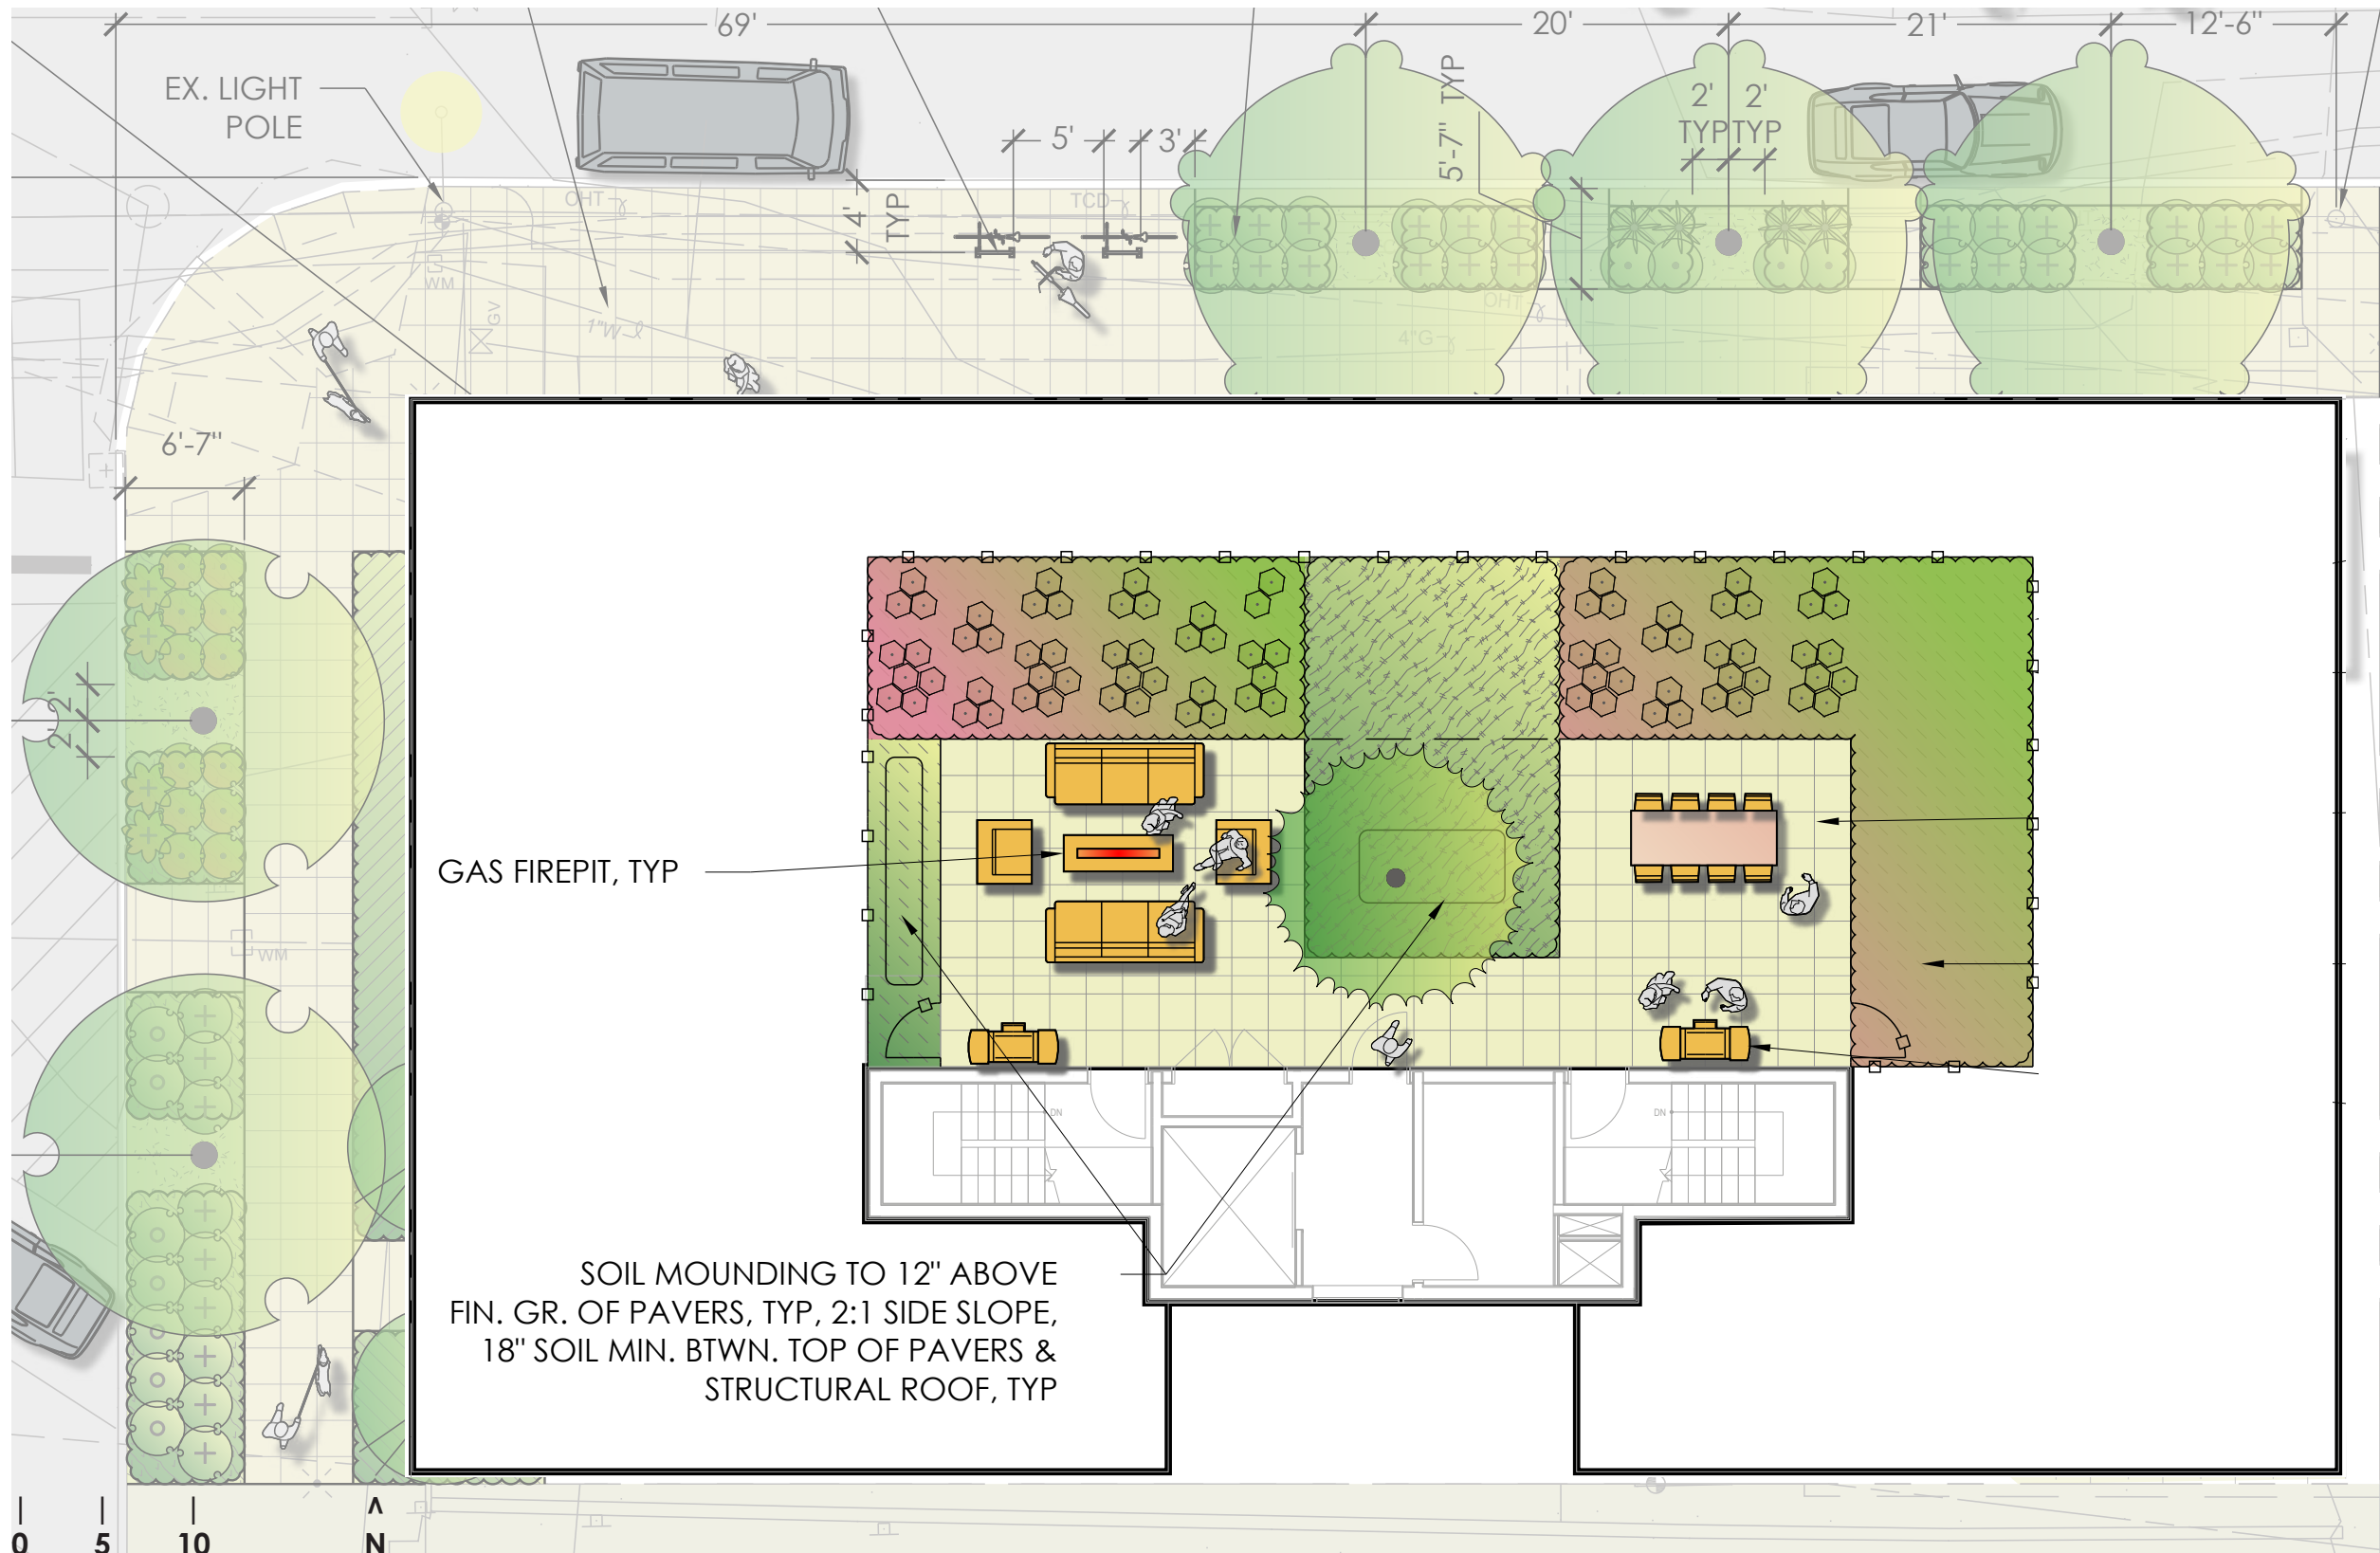 69'
20'
21'
12'-6"
EX. LIGHT
POLE
5'
3'
5'-7" TYP
2'
TYP
2'
TYP
4'
TYP
OHT
TCD
WM
GV
1"W
OHT
4"G
6'-7"
2'
2'
WM
GAS FIREPIT, TYP
DN
DN
SOIL MOUNDING TO 12" ABOVE
FIN. GR. OF PAVERS, TYP, 2:1 SIDE SLOPE,
18" SOIL MIN. BTWN. TOP OF PAVERS &
STRUCTURAL ROOF, TYP
0
5
10
N